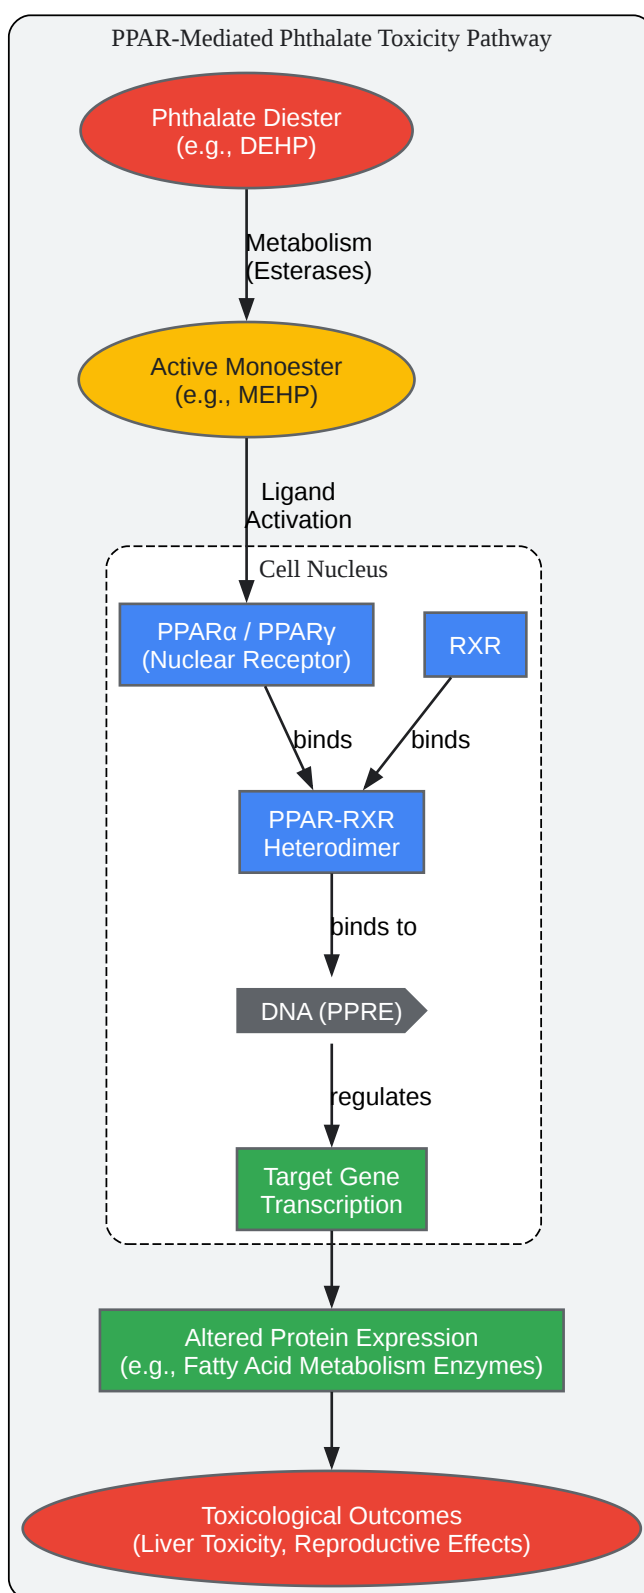 PPAR-Mediated Phthalate Toxicity Pathway
Phthalate Diester
(e.g., DEHP)
Metabolism
(Esterases)
Active Monoester
(e.g., MEHP)
Ligand
Activation
Cell Nucleus
PPARα / PPARγ
(Nuclear Receptor)
RXR
binds
binds
PPAR-RXR
Heterodimer
binds to
DNA (PPRE)
regulates
Target Gene
Transcription
Altered Protein Expression
(e.g., Fatty Acid Metabolism Enzymes)
Toxicological Outcomes
(Liver Toxicity, Reproductive Effects)